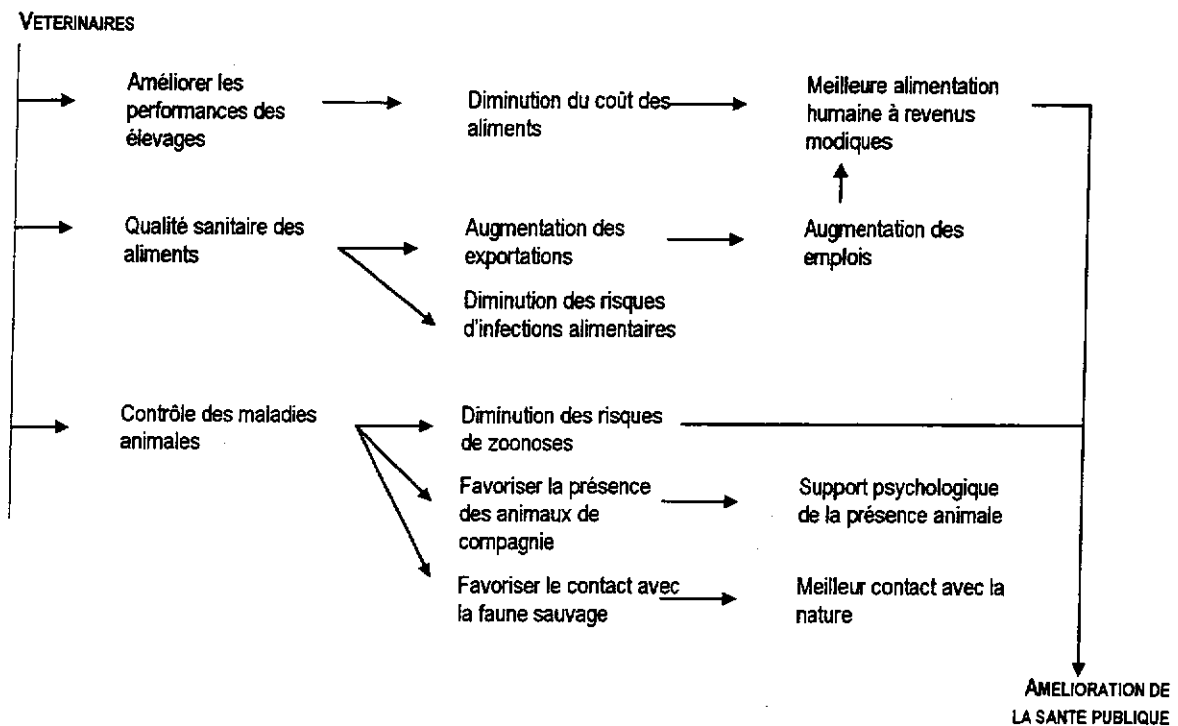 VETERINAIRES
Améliorer les
performances des
élevages
Diminution du coût des
aliments
Meilleure alimentation
humaine à revenus
modiques
Qualité sanitaire des
aliments
Augmentation des
exportations
Augmentation des
emplois
Diminution des risques
d'infections alimentaires
Contrôle des maladies
animales
Diminution des risques
de zoonoses
Favoriser la présence
des animaux de
compagnie
Support psychologique
de la présence animale
Favoriser le contact avec
la faune sauvage
Meilleur contact avec la
nature
AMELIORATION DE
LA SANTE PUBLIQUE